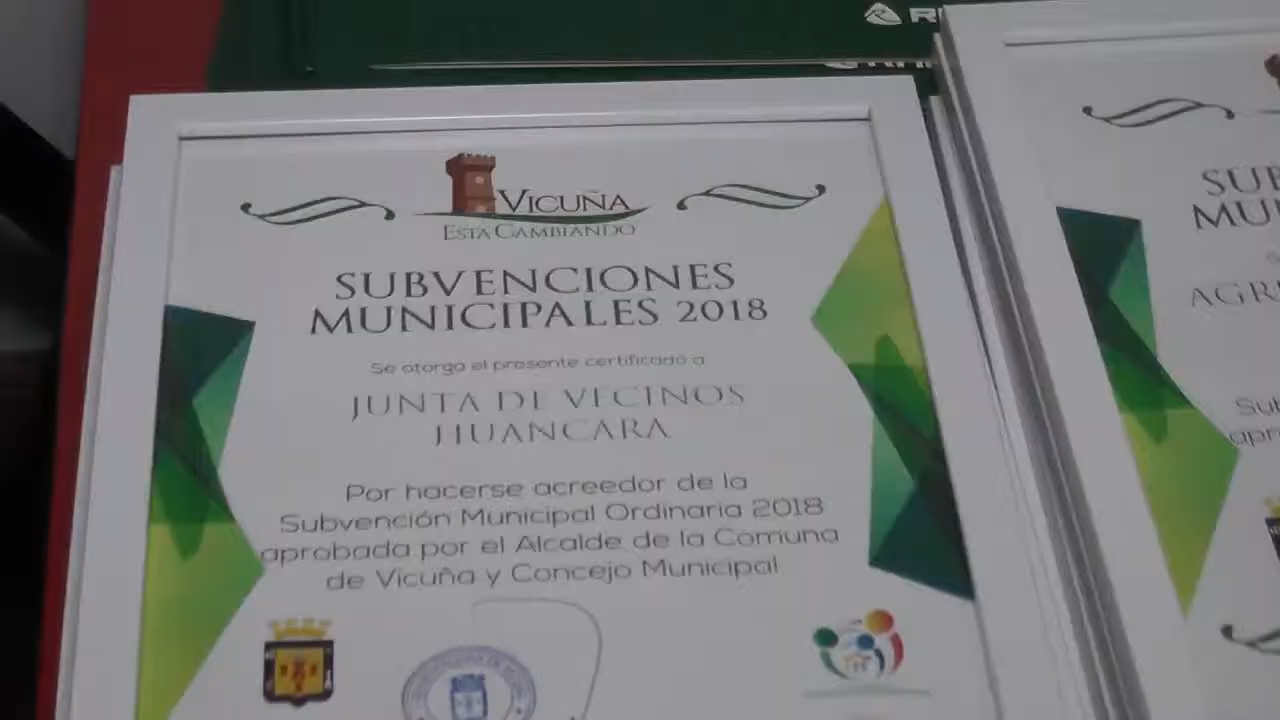 VICUÑA
ESTÁ CAMBIANDO
SUBVENCIONES
MUNICIPALES 2018
Se otorga el presente certificado a
JUNTA DE VECINOS
HUANCARA
Por hacerse acreedor de la
Subvención Municipal Ordinaria 2018
aprobada por el Alcalde de la Comuna
de Vicuña y Concejo Municipal